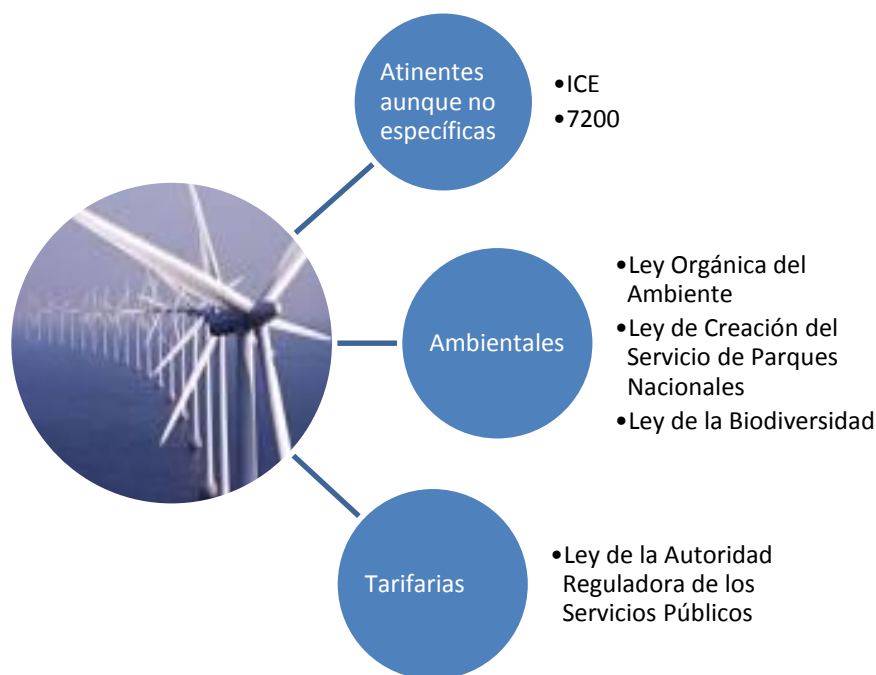 Atinentes
aunque no
específicas
•ICE
•7200
Ambientales
•Ley Orgánica del
Ambiente
•Ley de Creación del
Servicio de Parques
Nacionales
•Ley de la Biodiversidad
Tarifarias
•Ley de la Autoridad
Reguladora de los
Servicios Públicos